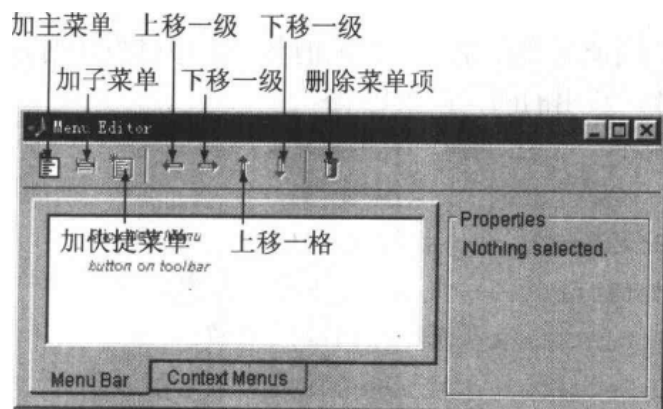 加主菜单 上移一级 下移一级
加子菜单 下移一级 删除菜单项
Menu Editor
加快捷菜单 上移一格
Menu
button on toolbar
Properties
Nothing selected.
Menu Bar Context Menus